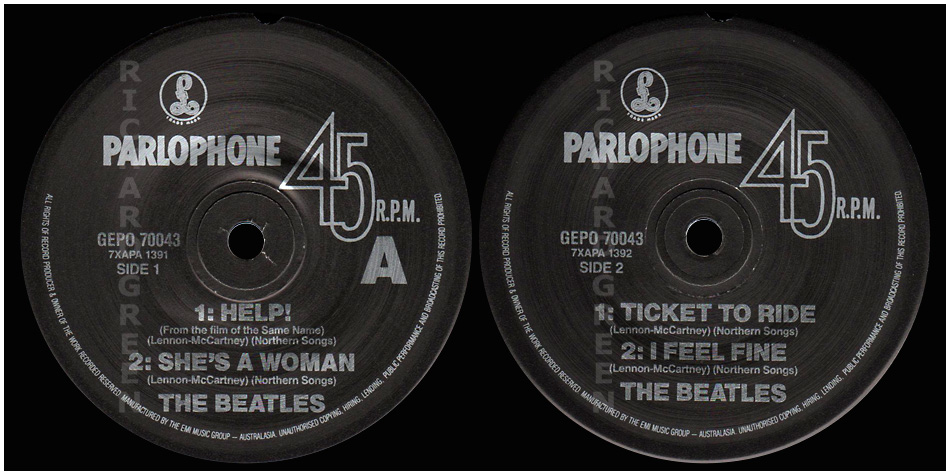 RICHARD GREEN
TRADE MARK
PARLOPHONE
45 R.P.M.
GEPO 70043
7XAPA 1391
SIDE 1
A
1: HELP!
(From the film of the Same Name)
(Lennon-McCartney) (Northern Songs)
2: SHE'S A WOMAN
(Lennon-McCartney) (Northern Songs)
THE BEATLES
ALL RIGHTS OF RECORD PRODUCER & OWNER OF THE WORK RECORDED RESERVED. MANUFACTURED BY THE EMI MUSIC GROUP – AUSTRALASIA. UNAUTHORISED COPYING, HIRING, LENDING, PUBLIC PERFORMANCE AND BROADCASTING OF THIS RECORD PROHIBITED.
RICHARD GREEN
TRADE MARK
PARLOPHONE
45 R.P.M.
GEPO 70043
7XAPA 1392
SIDE 2
1: TICKET TO RIDE
(Lennon-McCartney) (Northern Songs)
2: I FEEL FINE
(Lennon-McCartney) (Northern Songs)
THE BEATLES
ALL RIGHTS OF RECORD PRODUCER & OWNER OF THE WORK RECORDED RESERVED. MANUFACTURED BY THE EMI MUSIC GROUP – AUSTRALASIA. UNAUTHORISED COPYING, HIRING, LENDING, PUBLIC PERFORMANCE AND BROADCASTING OF THIS RECORD PROHIBITED.